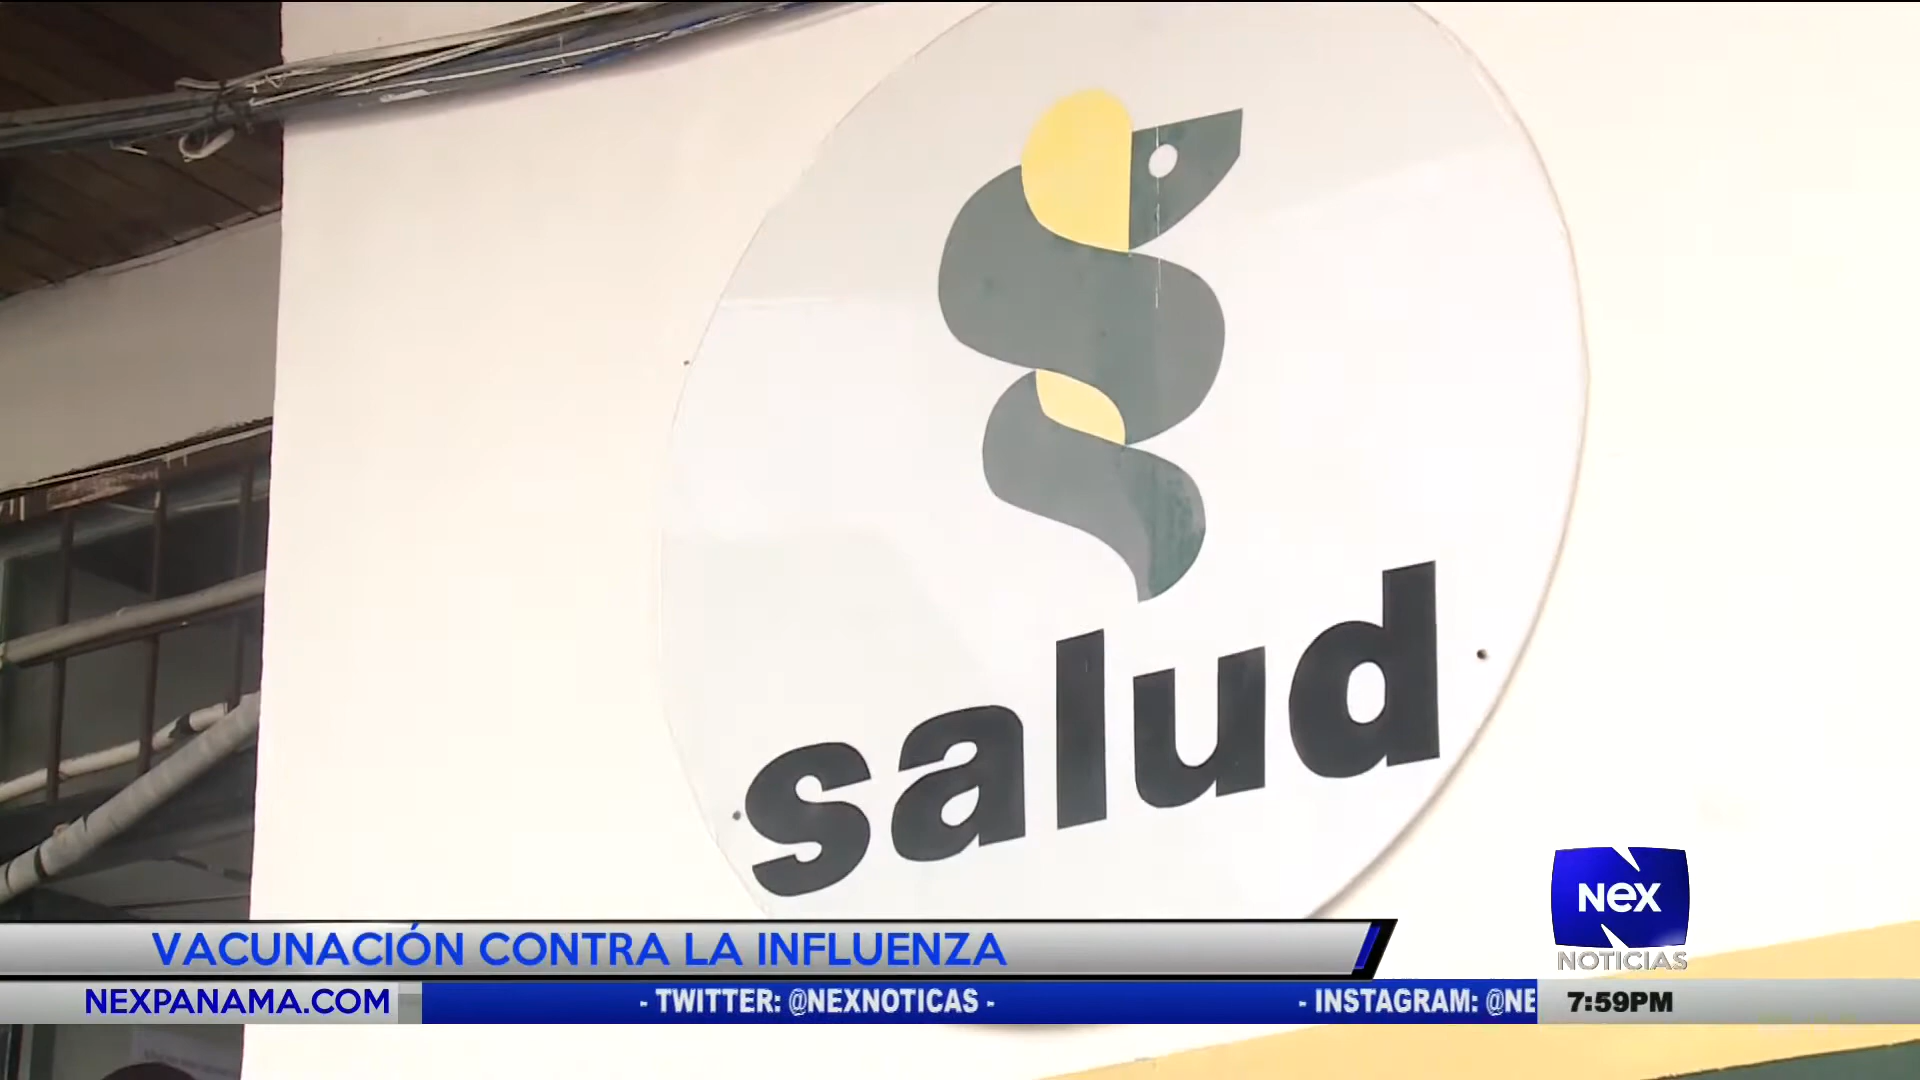 salud
VACUNACIÓN CONTRA LA INFLUENZA
NEX
NOTICIAS
NEXPANAMA.COM
- TWITTER: @NEXNOTICAS -
- INSTAGRAM: @NE
7:59PM